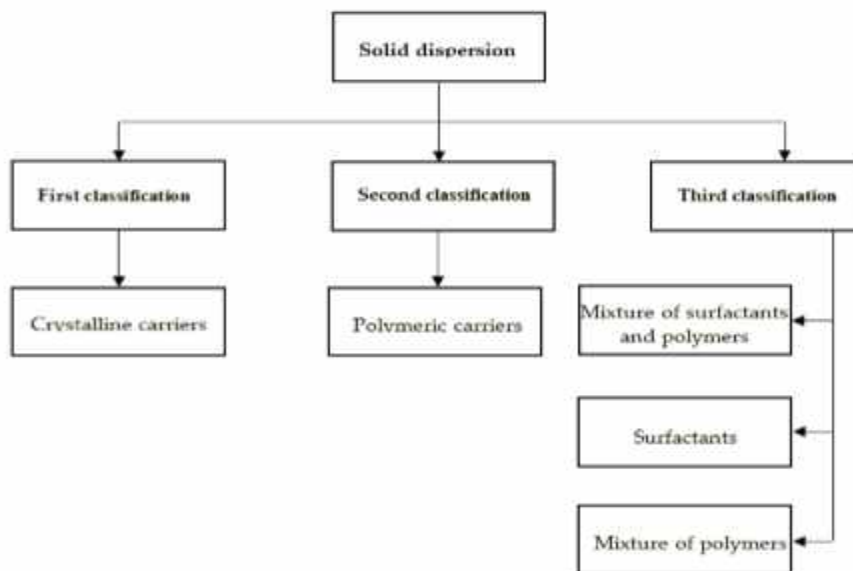 Solid dispersion
First classification
Second classification
Third classification
Crystalline carriers
Polymeric carriers
Mixture of surfactants
and polymers
Surfactants
Mixture of polymers